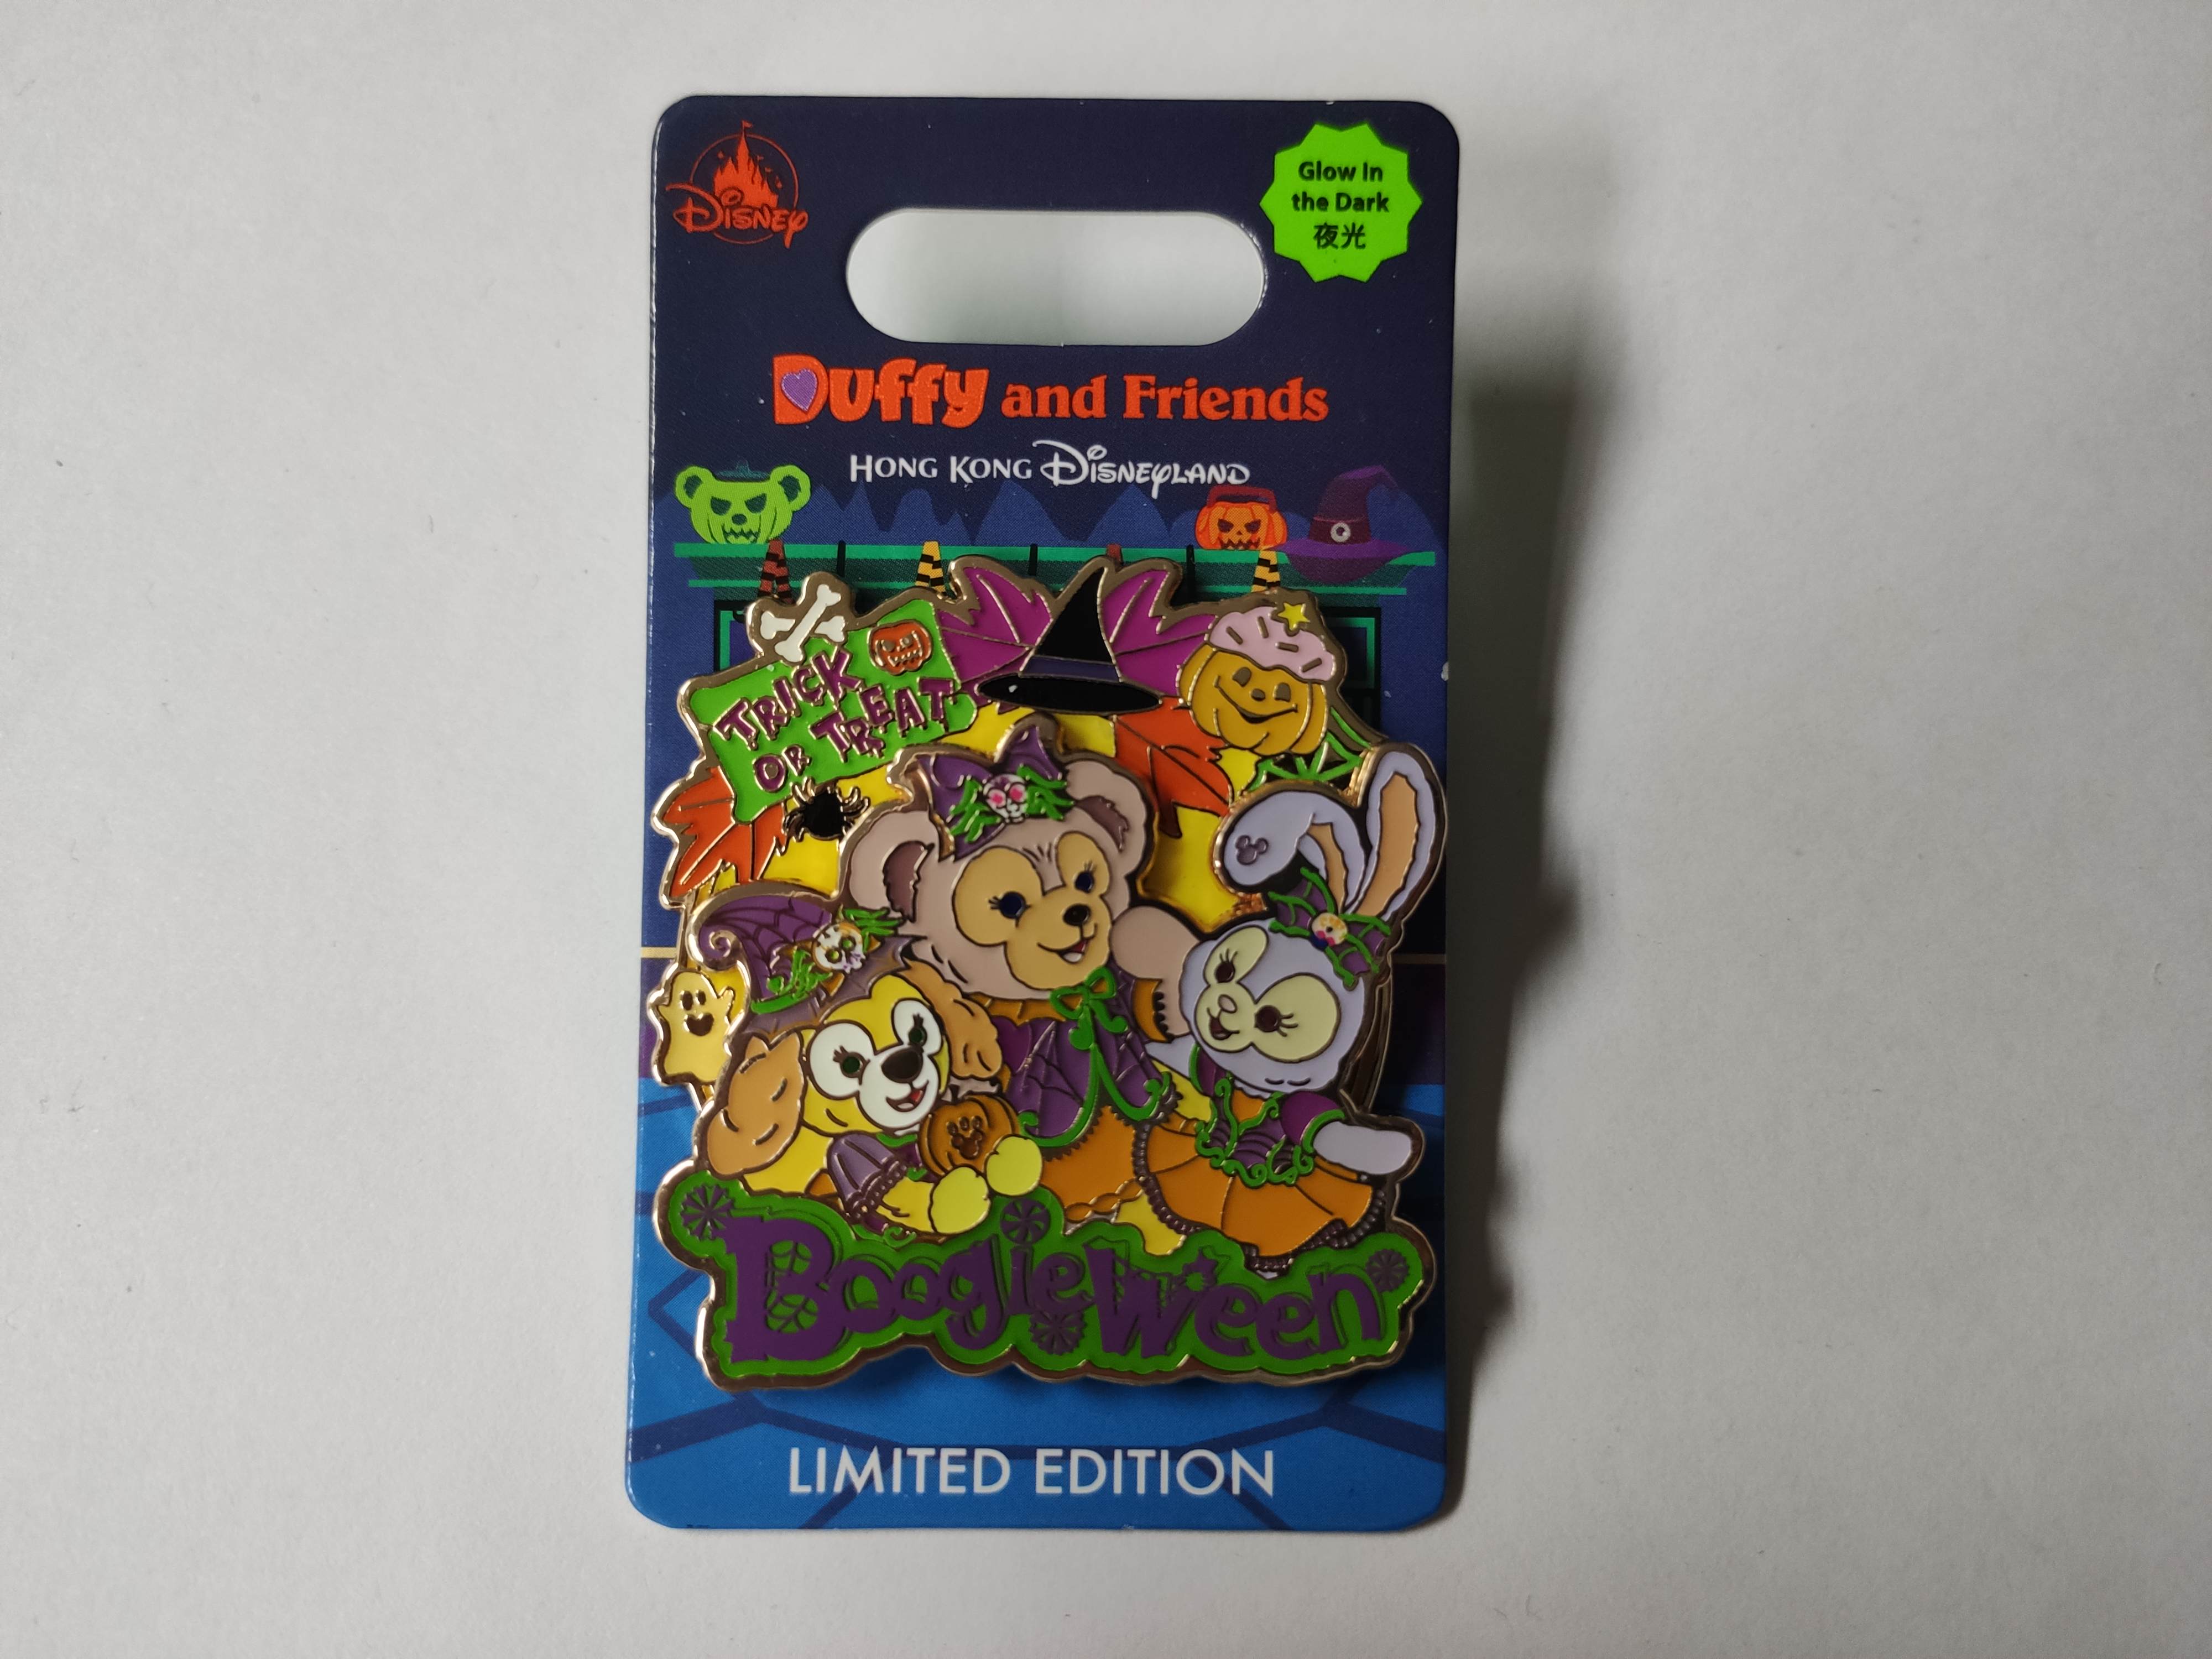 Disney
Glow in
the Dark
夜光
Duffy and Friends
Hong Kong Disneyland
TRICK
OR TREAT
BoogieWeen
LIMITED EDITION